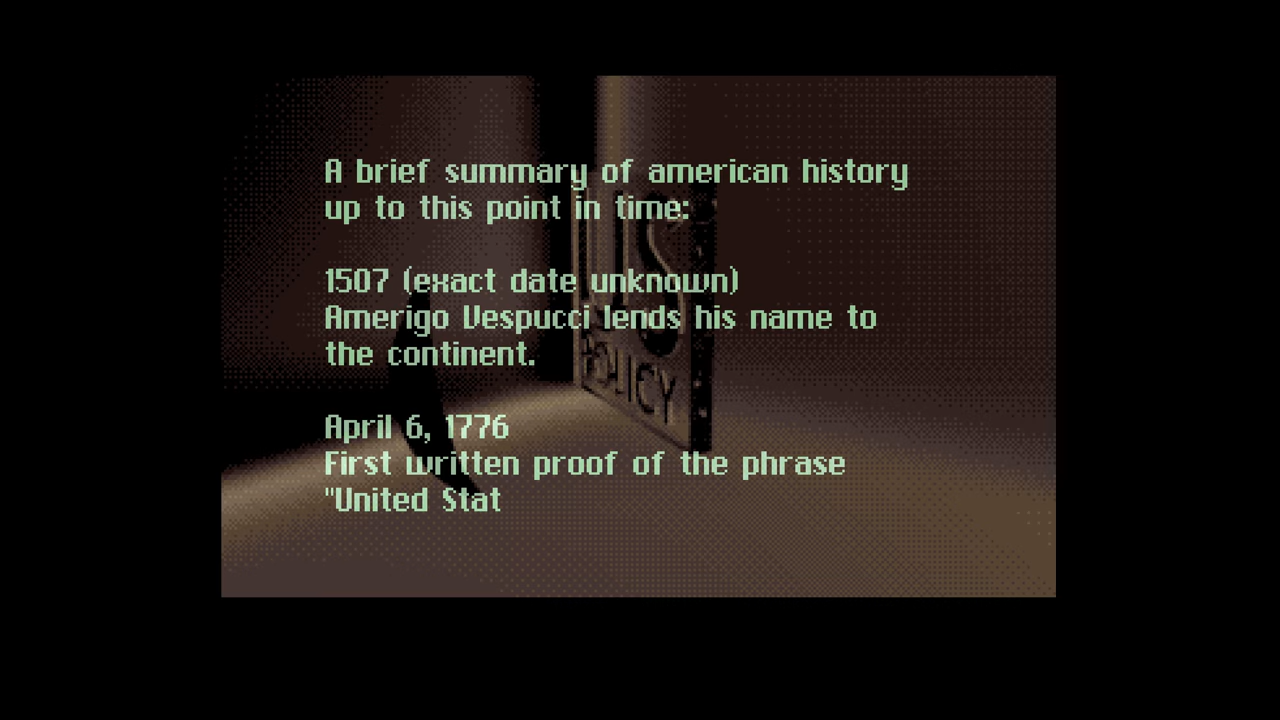 A brief summary of american history
up to this point in time:
1507 (exact date unknown)
Amerigo Vespucci lends his name to
the continent.
April 6, 1776
First written proof of the phrase
"United Stat
POLICY